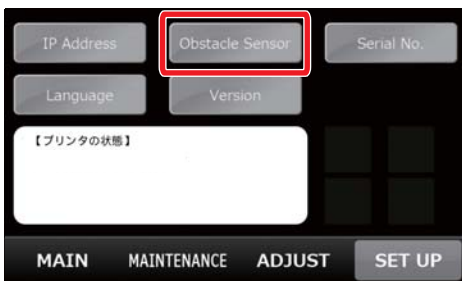 IP Address Obstacle Sensor Serial No.
Language Version
【プリンタの状態】
MAIN MAINTENANCE ADJUST SET UP